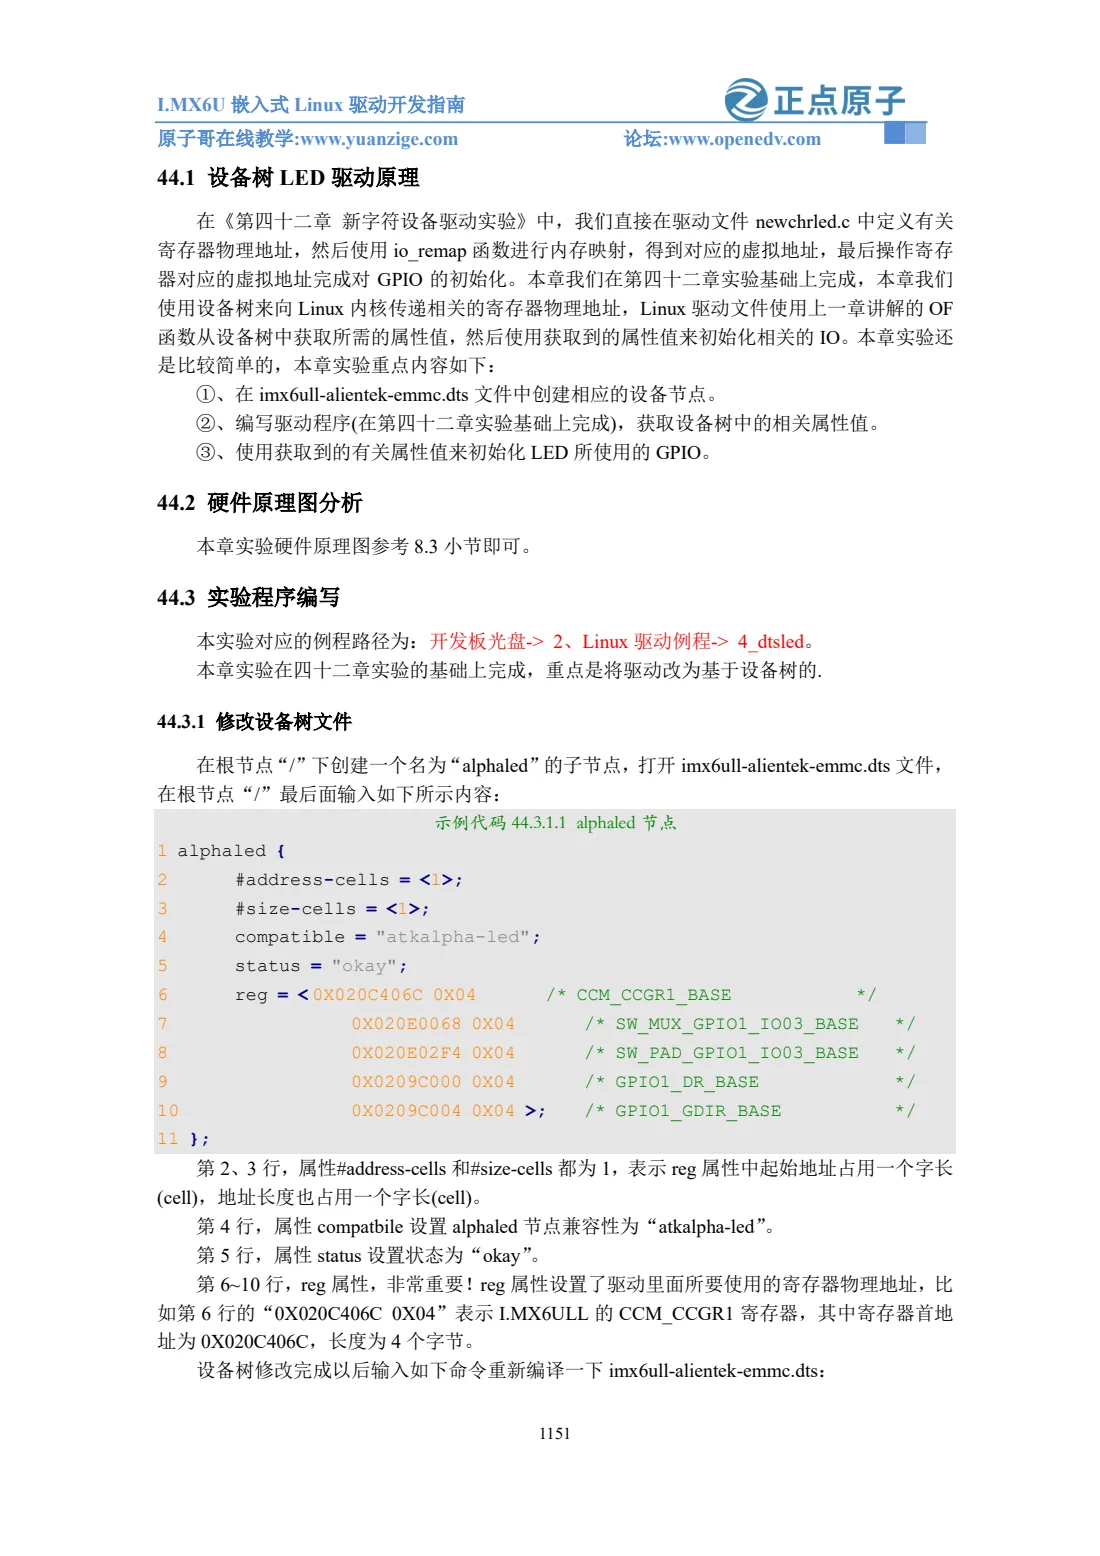 I.MX6U 嵌入式 Linux 驱动开发指南
正点原子
原子哥在线教学:www.yuanzige.com 论坛:www.openedv.com
44.1 设备树 LED 驱动原理
在《第四十二章 新字符设备驱动实验》中，我们直接在驱动文件 newchrled.c 中定义有关
寄存器物理地址，然后使用 io_remap 函数进行内存映射，得到对应的虚拟地址，最后操作寄存
器对应的虚拟地址完成对 GPIO 的初始化。本章我们在第四十二章实验基础上完成，本章我们
使用设备树来向 Linux 内核传递相关的寄存器物理地址，Linux 驱动文件使用上一章讲解的 OF
函数从设备树中获取所需的属性值，然后使用获取到的属性值来初始化相关的 IO。本章实验还
是比较简单的，本章实验重点内容如下：
①、在 imx6ull-alientek-emmc.dts 文件中创建相应的设备节点。
②、编写驱动程序(在第四十二章实验基础上完成)，获取设备树中的相关属性值。
③、使用获取到的有关属性值来初始化 LED 所使用的 GPIO。
44.2 硬件原理图分析
本章实验硬件原理图参考 8.3 小节即可。
44.3 实验程序编写
本实验对应的例程路径为：开发板光盘-> 2、Linux 驱动例程-> 4_dtsled。
本章实验在四十二章实验的基础上完成，重点是将驱动改为基于设备树的.
44.3.1 修改设备树文件
在根节点“/”下创建一个名为“alphaled”的子节点，打开 imx6ull-alientek-emmc.dts 文件，
在根节点“/”最后面输入如下所示内容：
示例代码 44.3.1.1 alphaled 节点
1 alphaled {
2 #address-cells = <1>;
3 #size-cells = <1>;
4 compatible = "atkalpha-led";
5 status = "okay";
6 reg = < 0X020C406C 0X04 /* CCM_CCGR1_BASE */
7 0X020E0068 0X04 /* SW_MUX_GPIO1_IO03_BASE */
8 0X020E02F4 0X04 /* SW_PAD_GPIO1_IO03_BASE */
9 0X0209C000 0X04 /* GPIO1_DR_BASE */
10 0X0209C004 0X04 >; /* GPIO1_GDIR_BASE */
11 };
第 2、3 行，属性#address-cells 和#size-cells 都为 1，表示 reg 属性中起始地址占用一个字长
(cell)，地址长度也占用一个字长(cell)。
第 4 行，属性 compatbile 设置 alphaled 节点兼容性为“atkalpha-led”。
第 5 行，属性 status 设置状态为“okay”。
第 6~10 行，reg 属性，非常重要！reg 属性设置了驱动里面所要使用的寄存器物理地址，比
如第 6 行的“0X020C406C 0X04”表示 I.MX6ULL 的 CCM_CCGR1 寄存器，其中寄存器首地
址为 0X020C406C，长度为 4 个字节。
设备树修改完成以后输入如下命令重新编译一下 imx6ull-alientek-emmc.dts：
1151